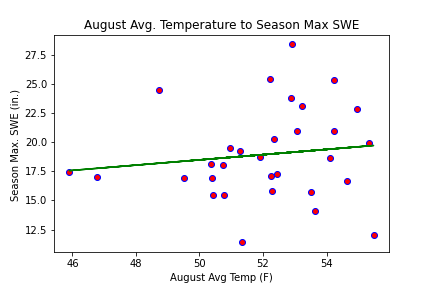 August Avg. Temperature to Season Max SWE
Season Max. SWE (in.)
27.5
25.0
22.5
20.0
17.5
15.0
12.5
46 48 50 52 54
August Avg Temp (F)